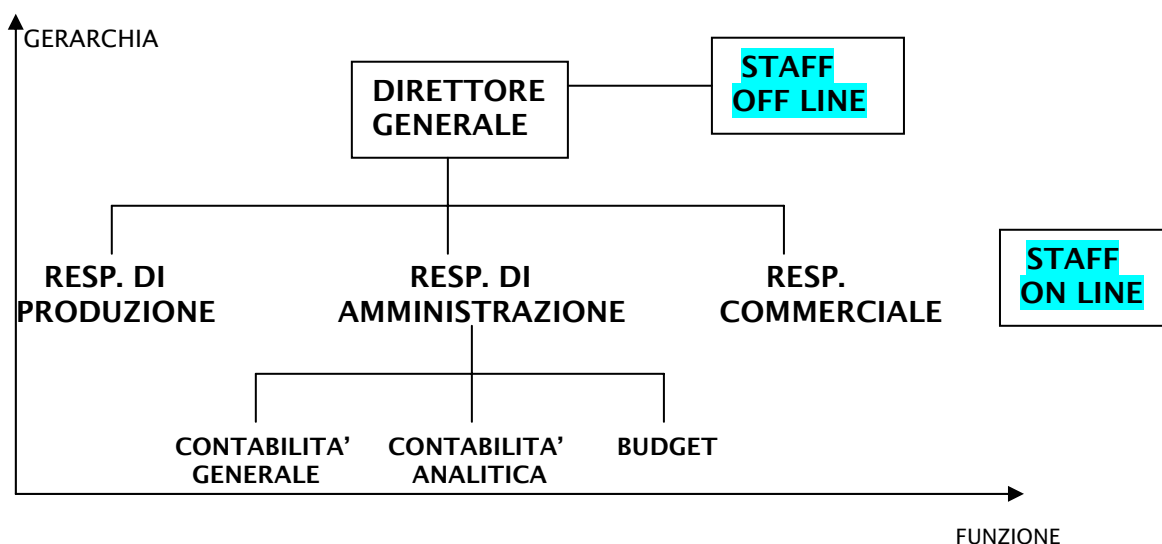 GERARCHIA
DIRETTORE
GENERALE
STAFF
OFF LINE
RESP. DI
PRODUZIONE
RESP. DI
AMMINISTRAZIONE
RESP.
COMMERCIALE
STAFF
ON LINE
CONTABILITA’
GENERALE
CONTABILITA’
ANALITICA
BUDGET
FUNZIONE